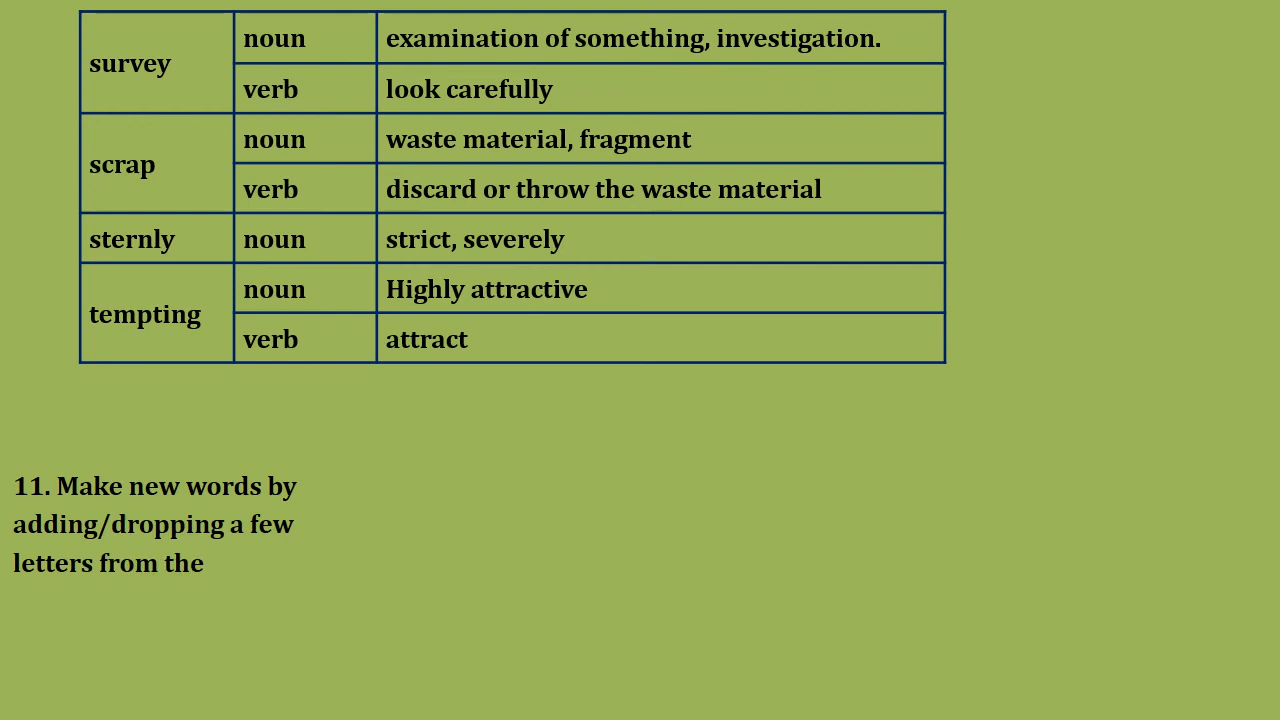 survey
noun
examination of something, investigation.
verb
look carefully
scrap
noun
waste material, fragment
verb
discard or throw the waste material
sternly
noun
strict, severely
tempting
noun
Highly attractive
verb
attract
11. Make new words by
adding/dropping a few
letters from the